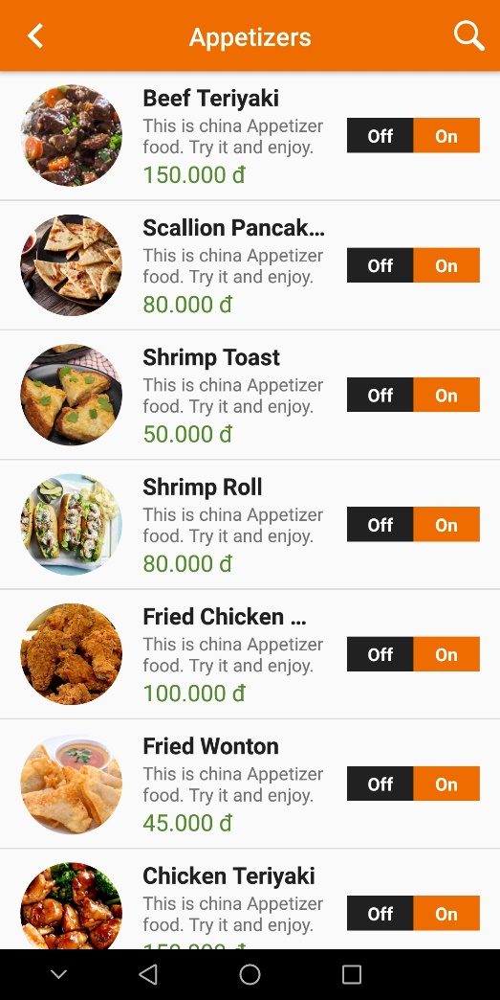 Appetizers
Beef Teriyaki
This is china Appetizer
food. Try it and enjoy.
150.000 đ
Off On
Scallion Pancak...
This is china Appetizer
food. Try it and enjoy.
80.000 đ
Off On
Shrimp Toast
This is china Appetizer
food. Try it and enjoy.
50.000 đ
Off On
Shrimp Roll
This is china Appetizer
food. Try it and enjoy.
80.000 đ
Off On
Fried Chicken ...
This is china Appetizer
food. Try it and enjoy.
100.000 đ
Off On
Fried Wonton
This is china Appetizer
food. Try it and enjoy.
45.000 đ
Off On
Chicken Teriyaki
This is china Appetizer
food. Try it and enjoy.
Off On